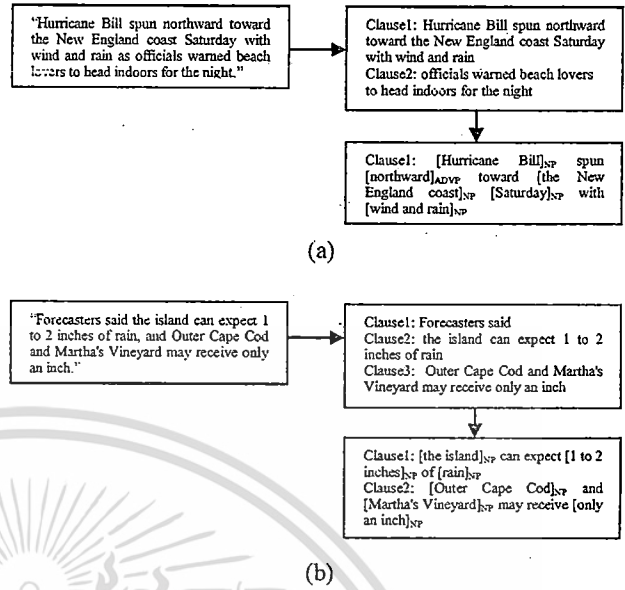 "Hurricane Bill spun northward toward
the New England coast Saturday with
wind and rain as officials warned beach
lovers to head indoors for the night."
Clause1: Hurricane Bill spun northward
toward the New England coast Saturday
with wind and rain
Clause2: officials warned beach lovers
to head indoors for the night
Clause1: [Hurricane Bill]NP spun
[northward]ADVP toward [the New
England coast]NP [Saturday]NP with
[wind and rain]NP
(a)
"Forecasters said the island can expect 1
to 2 inches of rain, and Outer Cape Cod
and Martha's Vineyard may receive only
an inch."
Clause1: Forecasters said
Clause2: the island can expect 1 to 2
inches of rain
Clause3: Outer Cape Cod and Martha's
Vineyard may receive only an inch
Clause1: [the island]NP can expect [1 to 2
inches]NP of [rain]NP
Clause2: [Outer Cape Cod]NP and
[Martha's Vineyard]NP may receive [only
an inch]NP
(b)